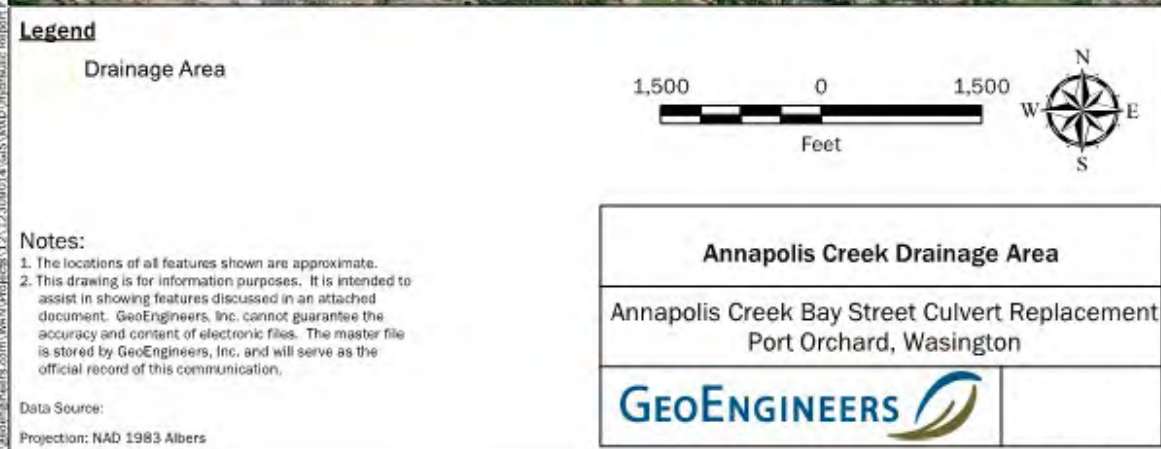 Legend
Drainage Area
1,500 0 1,500
Feet
N
W E
S
Notes:
1. The locations of all features shown are approximate.
2. This drawing is for information purposes. It is intended to
assist in showing features discussed in an attached
document. GeoEngineers, Inc. cannot guarantee the
accuracy and content of electronic files. The master file
is stored by GeoEngineers, Inc. and will serve as the
official record of this communication.
Data Source:
Projection: NAD 1983 Albers
Annapolis Creek Drainage Area
Annapolis Creek Bay Street Culvert Replacement
Port Orchard, Wasington
GEOENGINEERS